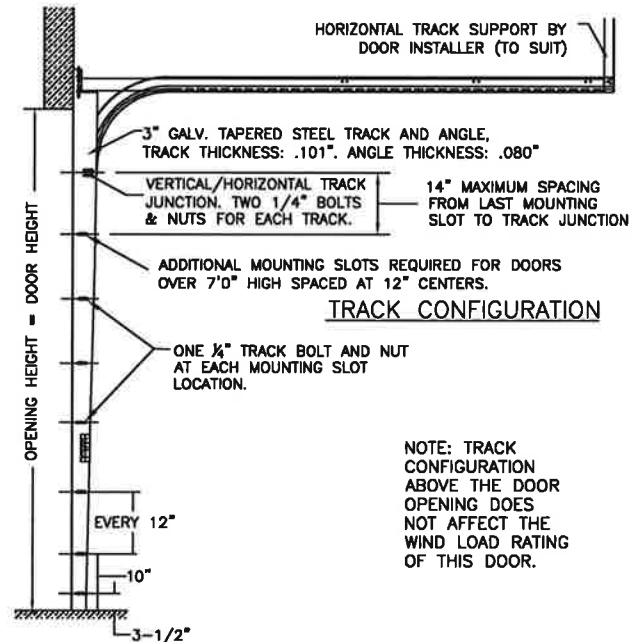 HORIZONTAL TRACK SUPPORT BY
DOOR INSTALLER (TO SUIT)
3" GALV. TAPERED STEEL TRACK AND ANGLE,
TRACK THICKNESS: .101". ANGLE THICKNESS: .080"
VERTICAL/HORIZONTAL TRACK
JUNCTION. TWO 1/4" BOLTS
& NUTS FOR EACH TRACK.
14" MAXIMUM SPACING
FROM LAST MOUNTING
SLOT TO TRACK JUNCTION
ADDITIONAL MOUNTING SLOTS REQUIRED FOR DOORS
OVER 7'0" HIGH SPACED AT 12" CENTERS.
TRACK CONFIGURATION
OPENING HEIGHT = DOOR HEIGHT
ONE ¼" TRACK BOLT AND NUT
AT EACH MOUNTING SLOT
LOCATION.
NOTE: TRACK
CONFIGURATION
ABOVE THE DOOR
OPENING DOES
NOT AFFECT THE
WIND LOAD RATING
OF THIS DOOR.
EVERY 12"
10"
3-1/2"